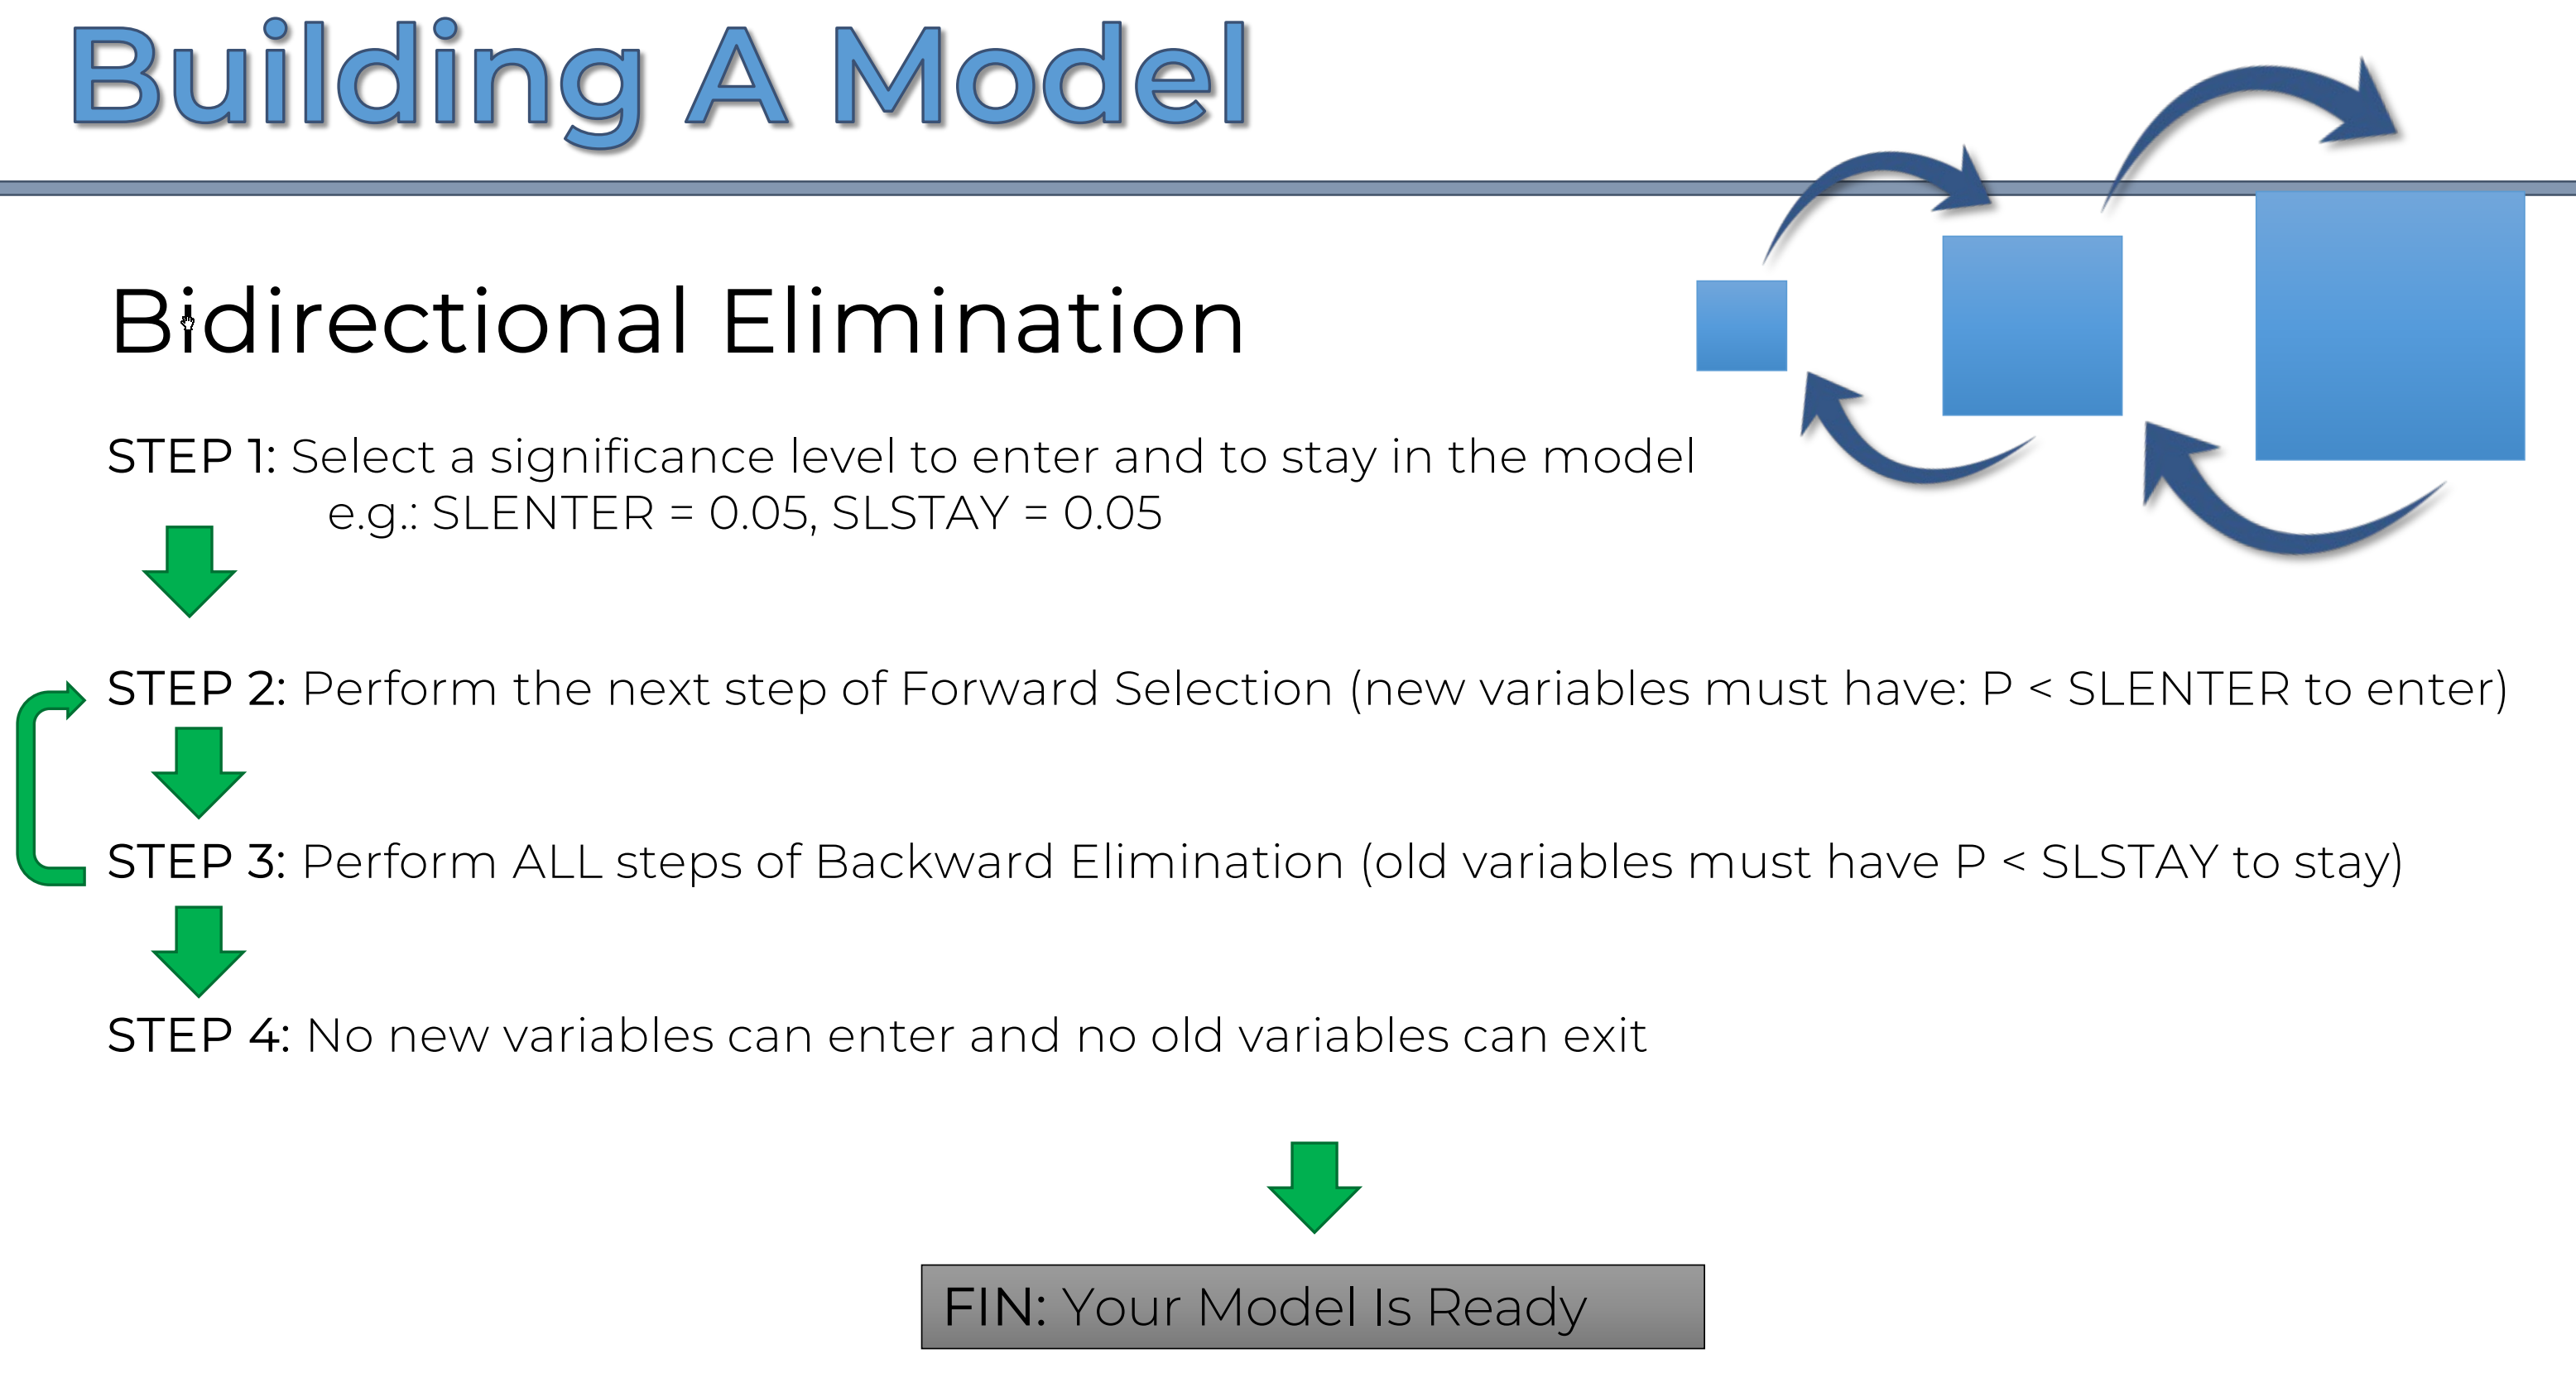 Building A Model
Bidirectional Elimination
STEP 1: Select a significance level to enter and to stay in the model
e.g.: SLENTER = 0.05, SLSTAY = 0.05
STEP 2: Perform the next step of Forward Selection (new variables must have: P < SLENTER to enter)
STEP 3: Perform ALL steps of Backward Elimination (old variables must have P < SLSTAY to stay)
STEP 4: No new variables can enter and no old variables can exit
FIN: Your Model Is Ready